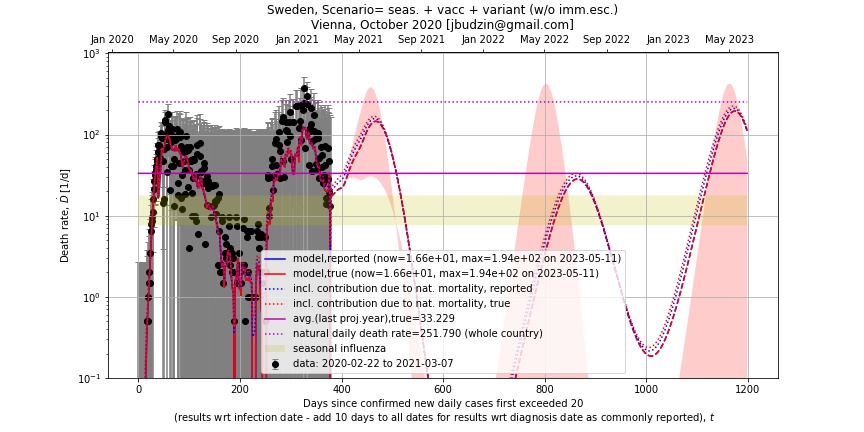 Sweden, Scenario= seas. + vacc + variant (w/o imm.esc.)
Vienna, October 2020 [jbudzin@gmail.com]
Jan 2020 May 2020 Sep 2020 Jan 2021 May 2021 Sep 2021 Jan 2022 May 2022 Sep 2022 Jan 2023 May 2023
10³
10²
10¹
10⁰
10⁻¹
Death rate, Ḋ [1/d]
model,reported (now=1.66e+01, max=1.94e+02 on 2023-05-11)
model,true (now=1.66e+01, max=1.94e+02 on 2023-05-11)
incl. contribution due to nat. mortality, reported
incl. contribution due to nat. mortality, true
avg.(last proj.year),true=33.229
natural daily death rate=251.790 (whole country)
seasonal influenza
data: 2020-02-22 to 2021-03-07
0 200 400 600 800 1000 1200
Days since confirmed new daily cases first exceeded 20
(results wrt infection date - add 10 days to all dates for results wrt diagnosis date as commonly reported), t